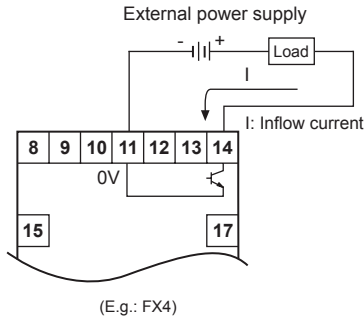 External power supply
- +
Load
I
I: Inflow current
8 9 10 11 12 13 14
0V
15 17
(E.g.: FX4)